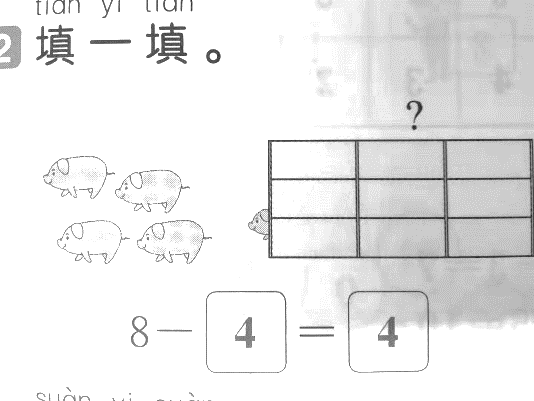 tián yi tián
2 填一填。
?
8 − 4 = 4
suàn yi suàn